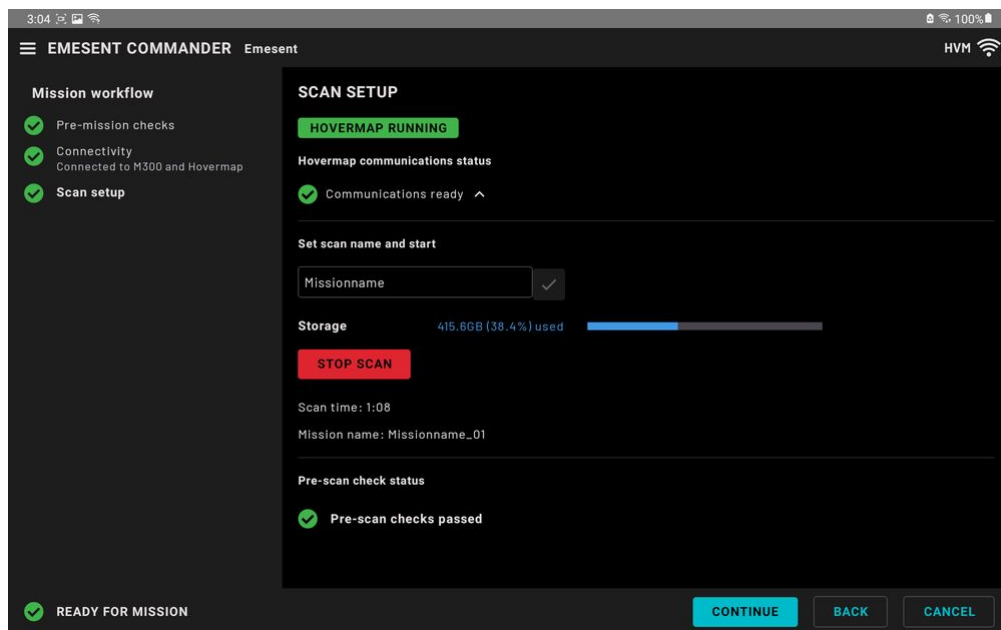 3:04 100%
EMESENT COMMANDER Emesent HVM
Mission workflow
Pre-mission checks
Connectivity
Connected to M300 and Hovermap
Scan setup
SCAN SETUP
HOVERMAP RUNNING
Hovermap communications status
Communications ready
Set scan name and start
Missionname
Storage 415.6GB (38.4%) used
STOP SCAN
Scan time: 1:08
Mission name: Missionname_01
Pre-scan check status
Pre-scan checks passed
READY FOR MISSION CONTINUE BACK CANCEL